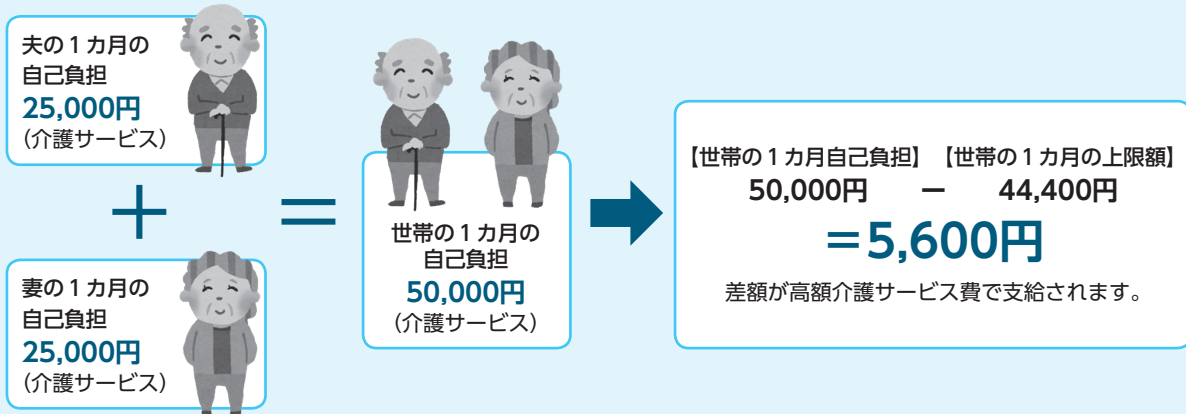 夫の1カ月の
自己負担
25,000円
(介護サービス)
+
妻の1カ月の
自己負担
25,000円
(介護サービス)
=
世帯の1カ月の
自己負担
50,000円
(介護サービス)
【世帯の1カ月自己負担】【世帯の1カ月の上限額】
50,000円 － 44,400円
＝5,600円
差額が高額介護サービス費で支給されます。